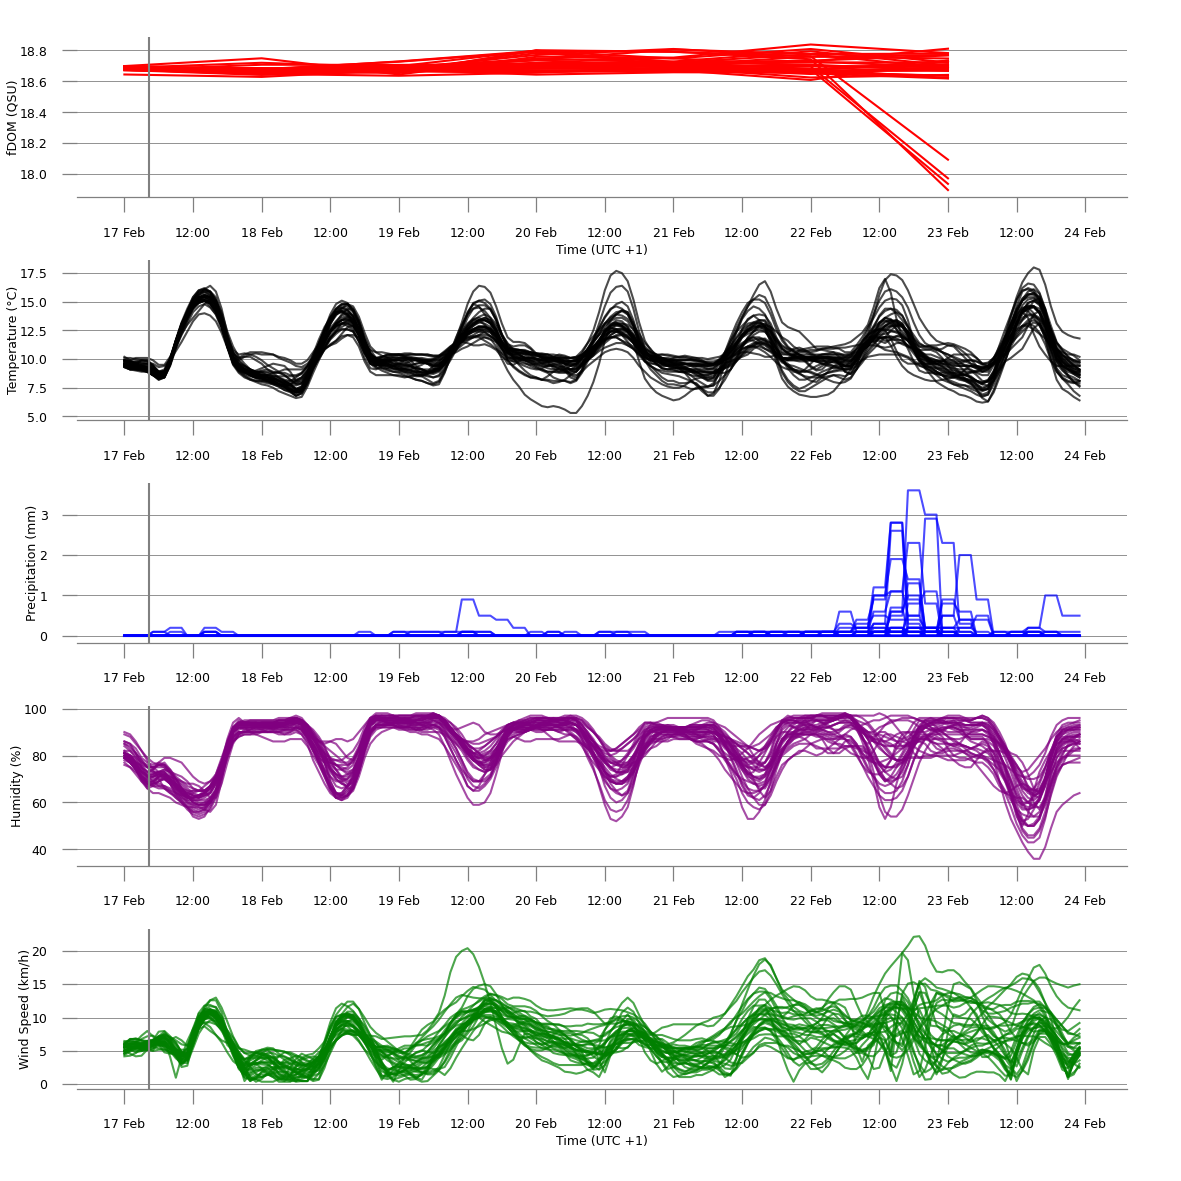 fDOM (QSU)
18.8
18.6
18.4
18.2
18.0
17 Feb 12:00 18 Feb 12:00 19 Feb 12:00 20 Feb 12:00 21 Feb 12:00 22 Feb 12:00 23 Feb 12:00 24 Feb
Time (UTC +1)
Temperature (°C)
17.5
15.0
12.5
10.0
7.5
5.0
17 Feb 12:00 18 Feb 12:00 19 Feb 12:00 20 Feb 12:00 21 Feb 12:00 22 Feb 12:00 23 Feb 12:00 24 Feb
Precipitation (mm)
3
2
1
0
17 Feb 12:00 18 Feb 12:00 19 Feb 12:00 20 Feb 12:00 21 Feb 12:00 22 Feb 12:00 23 Feb 12:00 24 Feb
Humidity (%)
100
80
60
40
17 Feb 12:00 18 Feb 12:00 19 Feb 12:00 20 Feb 12:00 21 Feb 12:00 22 Feb 12:00 23 Feb 12:00 24 Feb
Wind Speed (km/h)
20
15
10
5
0
17 Feb 12:00 18 Feb 12:00 19 Feb 12:00 20 Feb 12:00 21 Feb 12:00 22 Feb 12:00 23 Feb 12:00 24 Feb
Time (UTC +1)